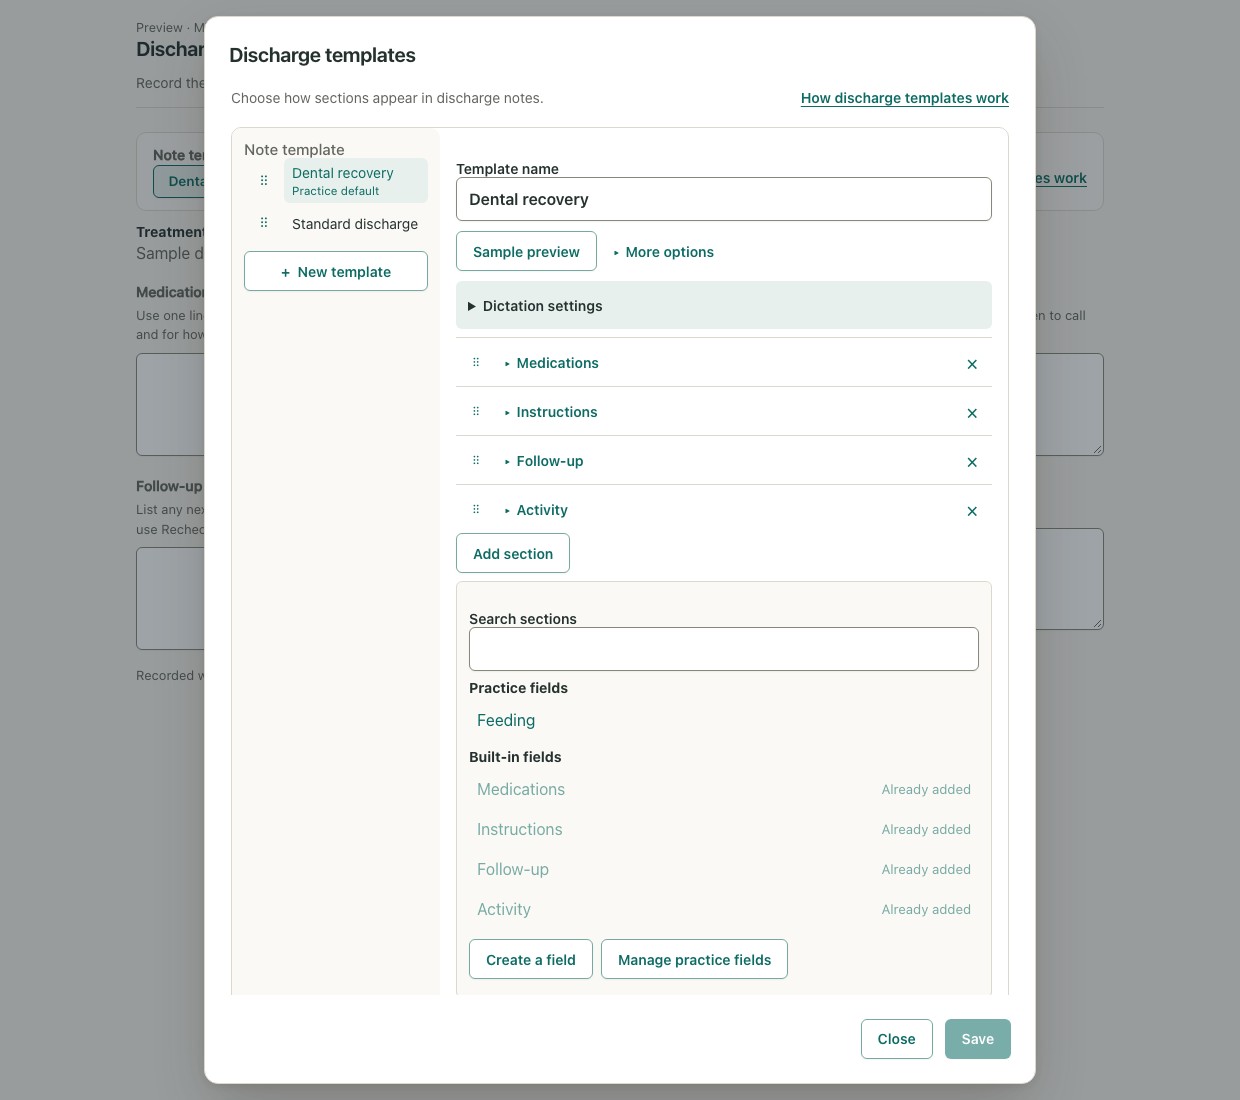 Preview · M
Dischar
Record the
Note te
Denta
es work
Treatment
Sample d
Medication
Use one lin
en to call
and for how
Follow-up
List any nex
use Rechec
Recorded w
Discharge templates
Choose how sections appear in discharge notes.
How discharge templates work
Note template
Dental recovery
Practice default
Standard discharge
+ New template
Template name
Dental recovery
Sample preview
More options
Dictation settings
Medications
Instructions
Follow-up
Activity
Add section
Search sections
Practice fields
Feeding
Built-in fields
Medications Already added
Instructions Already added
Follow-up Already added
Activity Already added
Create a field
Manage practice fields
Close
Save